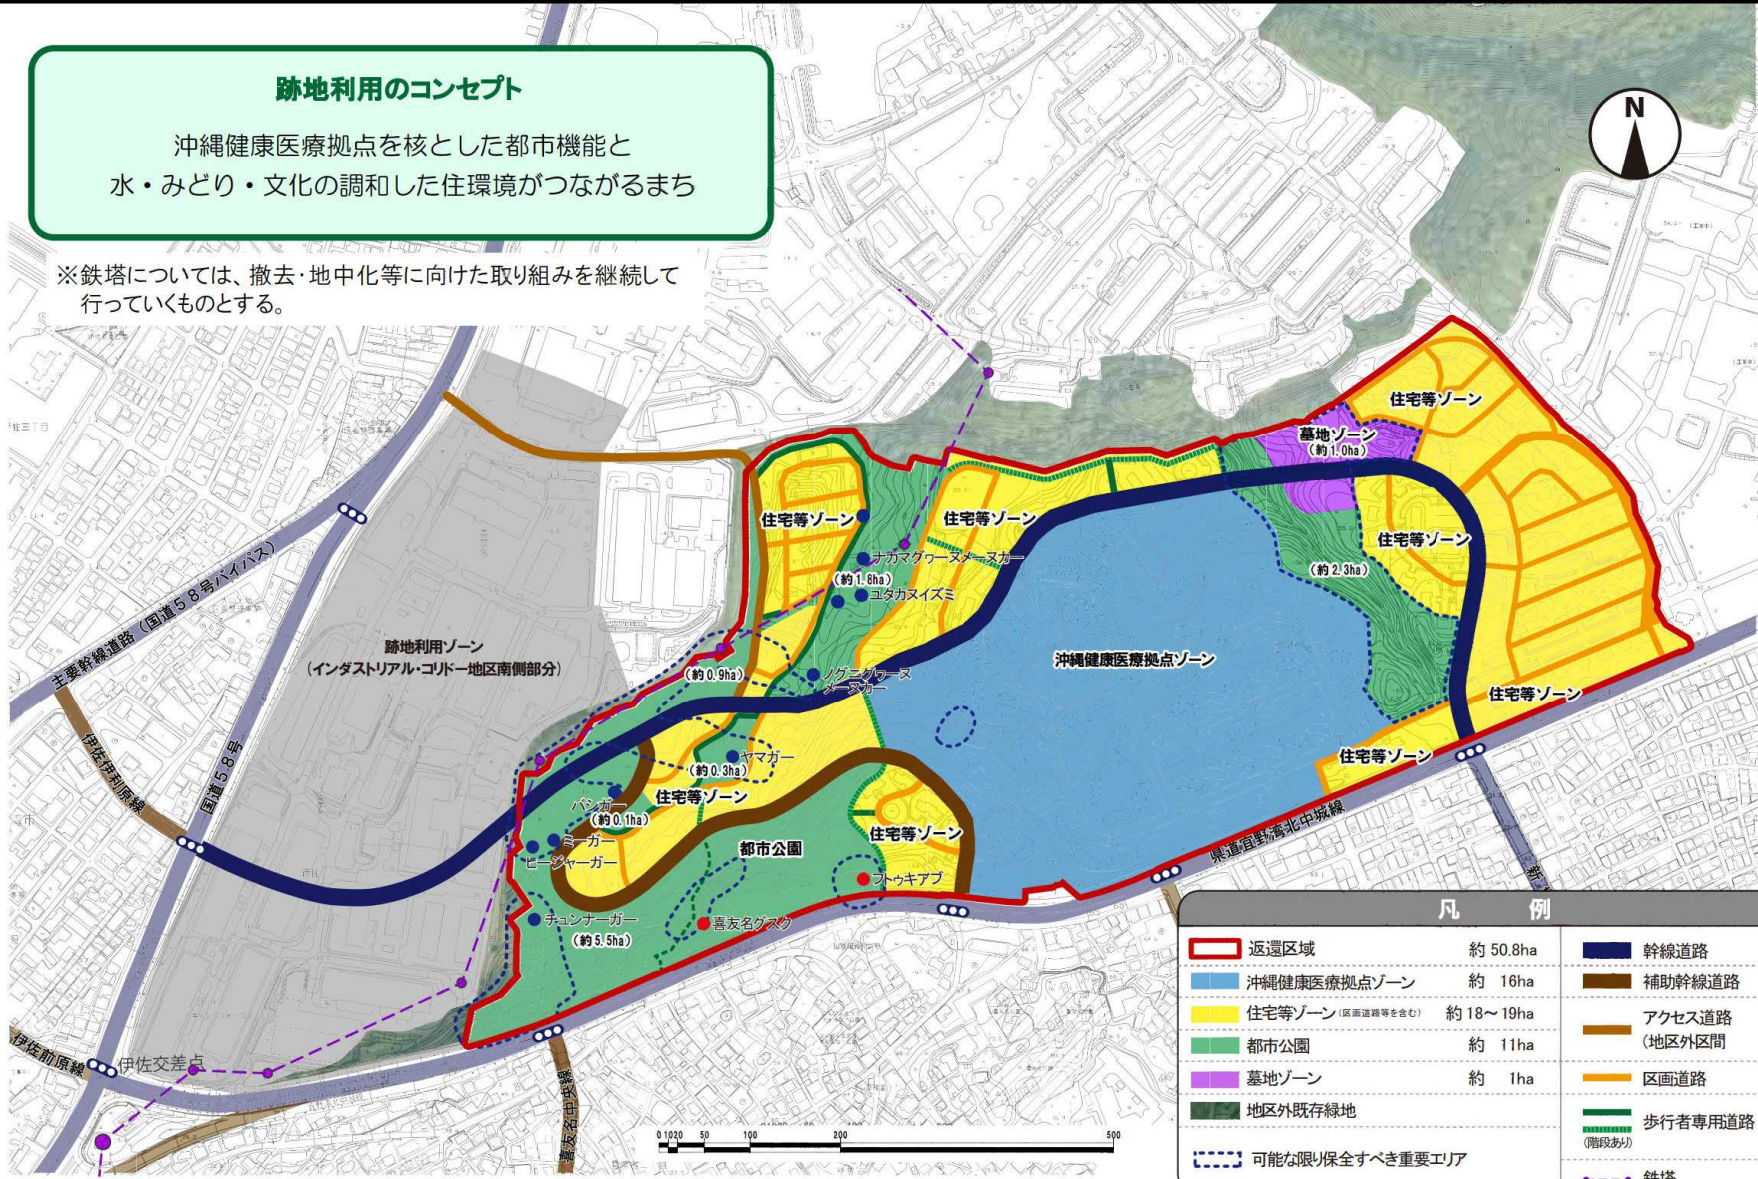 跡地利用のコンセプト
沖縄健康医療拠点を核とした都市機能と
水・みどり・文化の調和した住環境がつながるまち
※鉄塔については、撤去・地中化等に向けた取り組みを継続して
行っていくものとする。
N
住宅等ゾーン
墓地ゾーン
(約1.0ha)
住宅等ゾーン
住宅等ゾーン
住宅等ゾーン
ナカマグヮーヌメーヌカー
(約1.8ha)
ユタカヌイズミ
(約2.3ha)
主要幹線道路(国道58号バイパス)
跡地利用ゾーン
(インダストリアル・コリドー地区南側部分)
沖縄健康医療拠点ゾーン
(約0.9ha)
ノグニグヮーヌ
メーヌカー
住宅等ゾーン
伊佐伊利原線
国道58号
ヤマガー
(約0.3ha)
住宅等ゾーン
住宅等ゾーン
バシガー
(約0.1ha)
ミーガー
ヒージャーガー
都市公園
住宅等ゾーン
県道宜野湾北中城線
フトゥキアブ
チュンナーガー
(約5.5ha)
喜友名グスク
伊佐前原線
伊佐交差点
喜友名中央線
新
0 10 20 50 100 200 500
凡 例
返還区域 約 50.8ha
沖縄健康医療拠点ゾーン 約 16ha
住宅等ゾーン(区画道路等を含む) 約 18～19ha
都市公園 約 11ha
墓地ゾーン 約 1ha
地区外既存緑地
可能な限り保全すべき重要エリア
幹線道路
補助幹線道路
アクセス道路
(地区外区間
区画道路
歩行者専用道路
(階段あり)
鉄塔